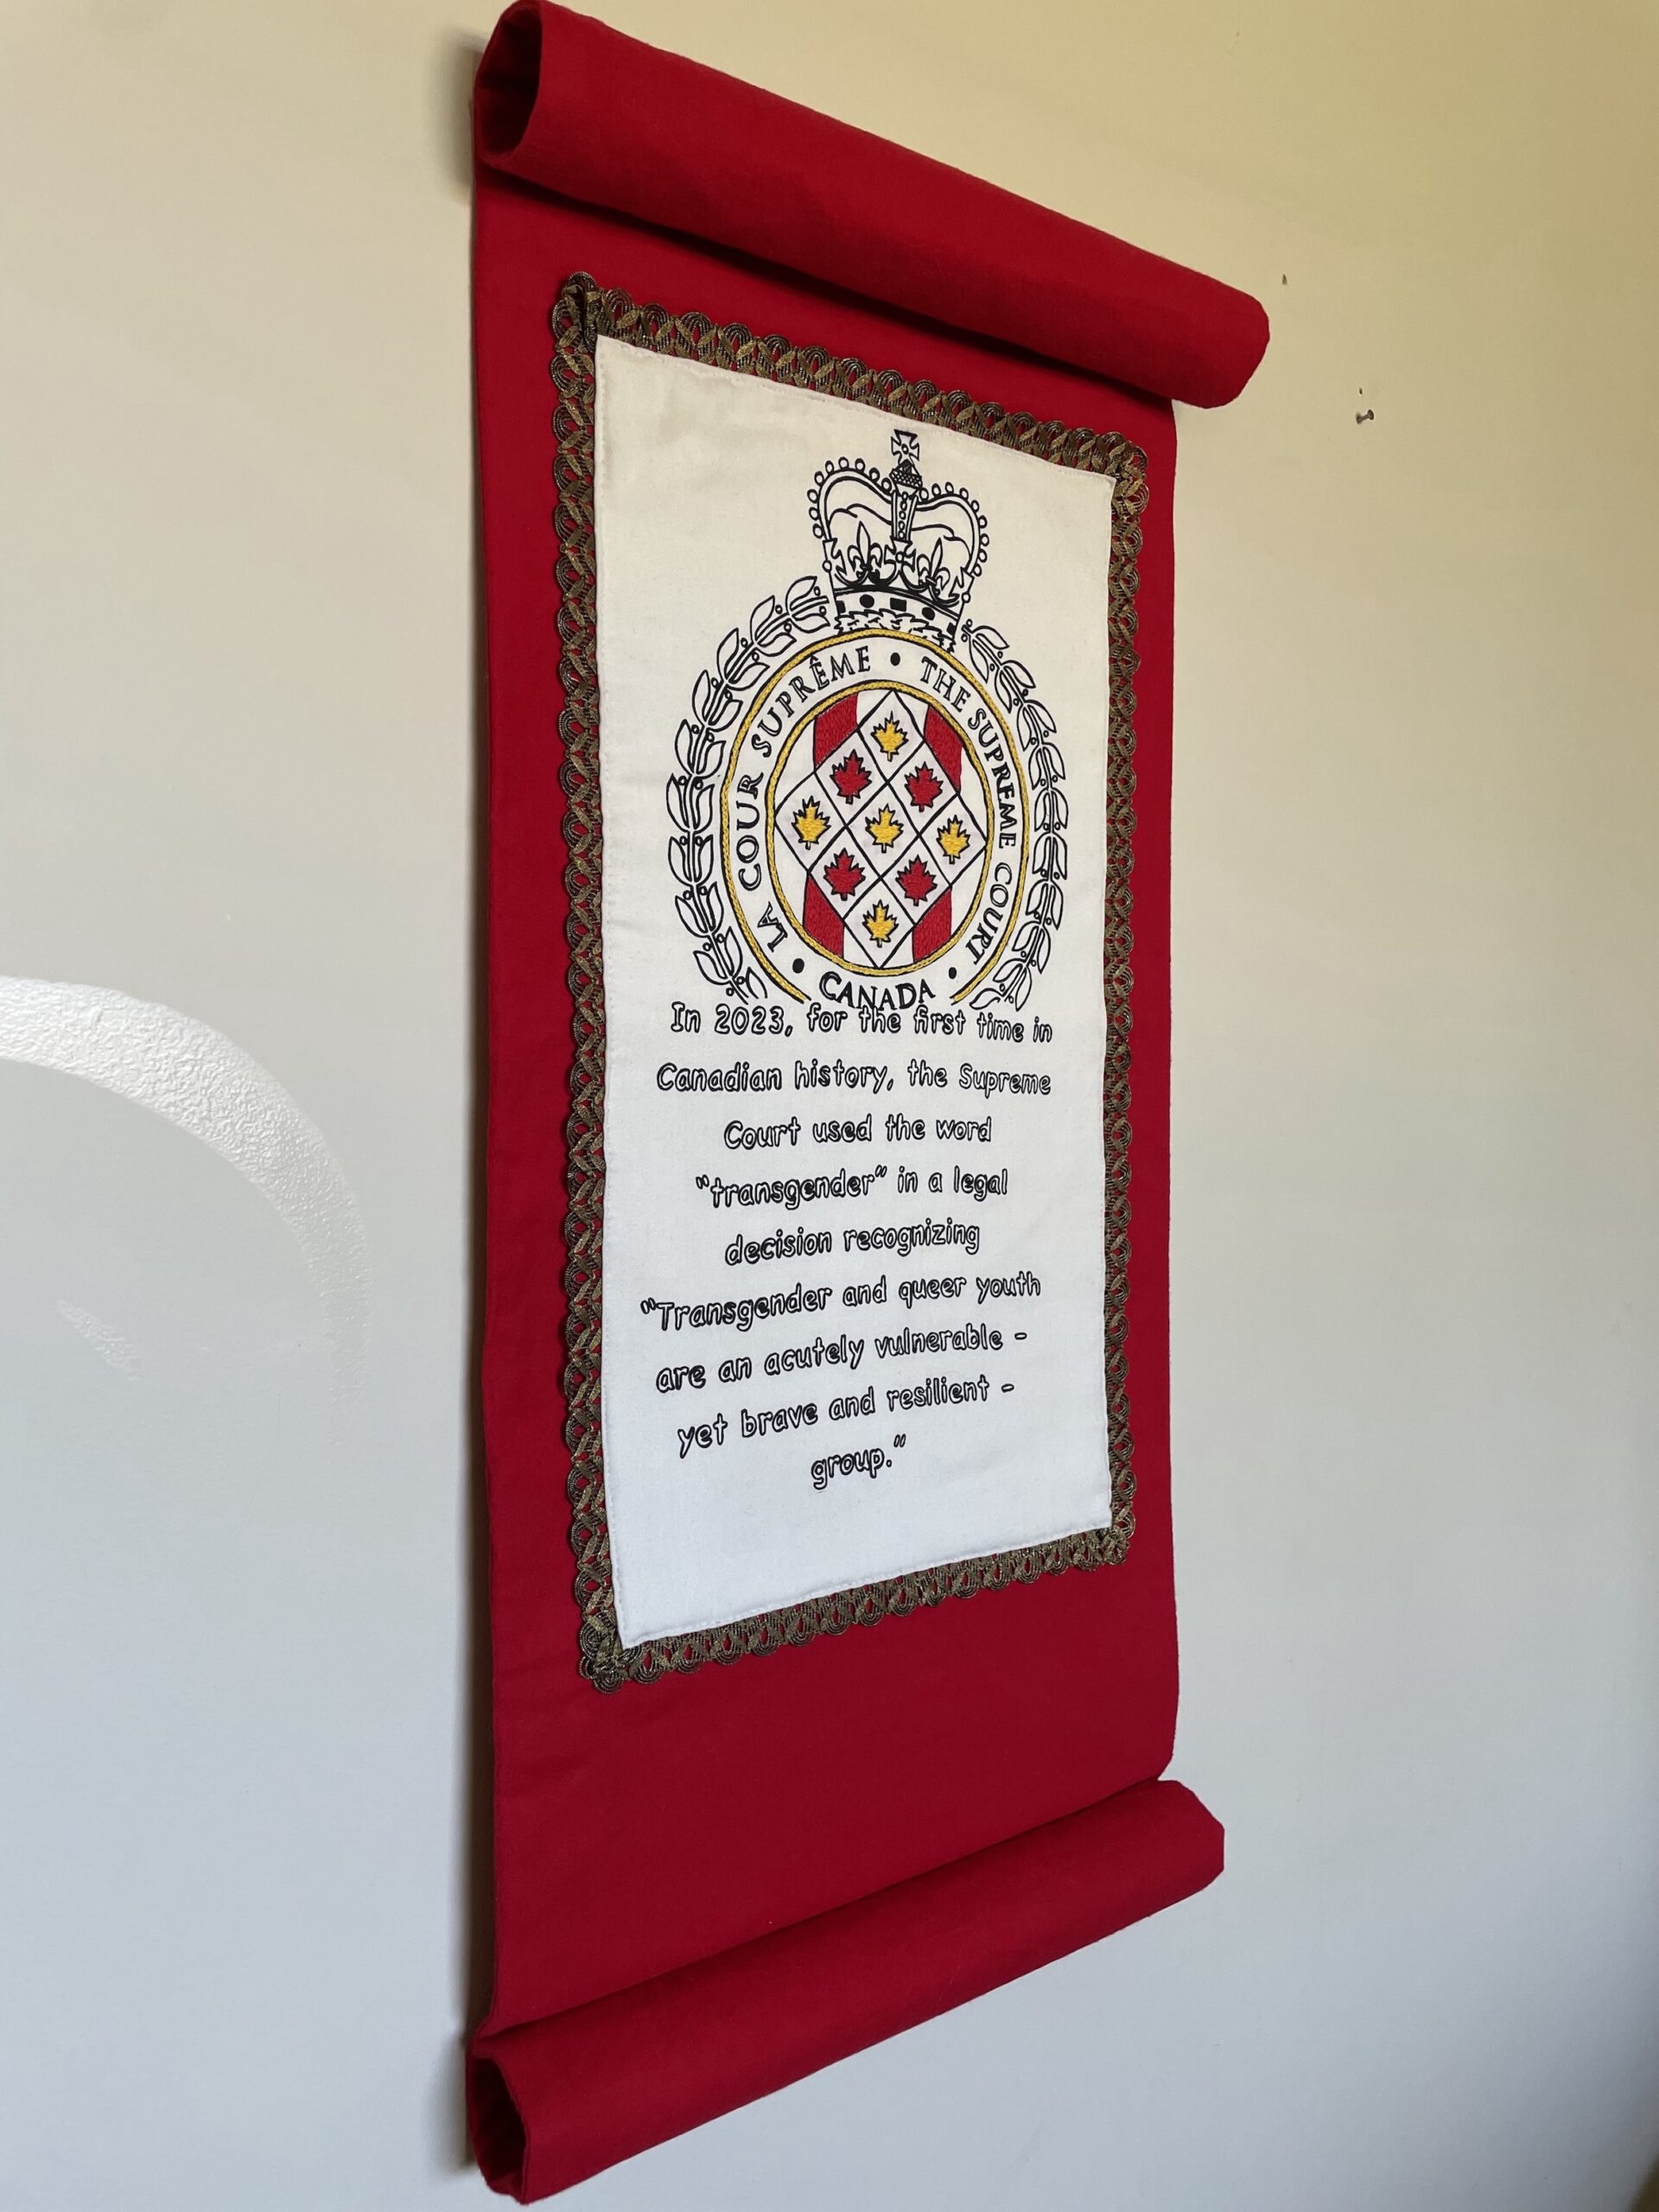 LA COUR SUPRÊME • THE SUPREME COURT • CANADA •
In 2023, for the first time in
Canadian history, the Supreme
Court used the word
"transgender" in a legal
decision recognizing
"Transgender and queer youth
are an acutely vulnerable -
yet brave and resilient -
group."